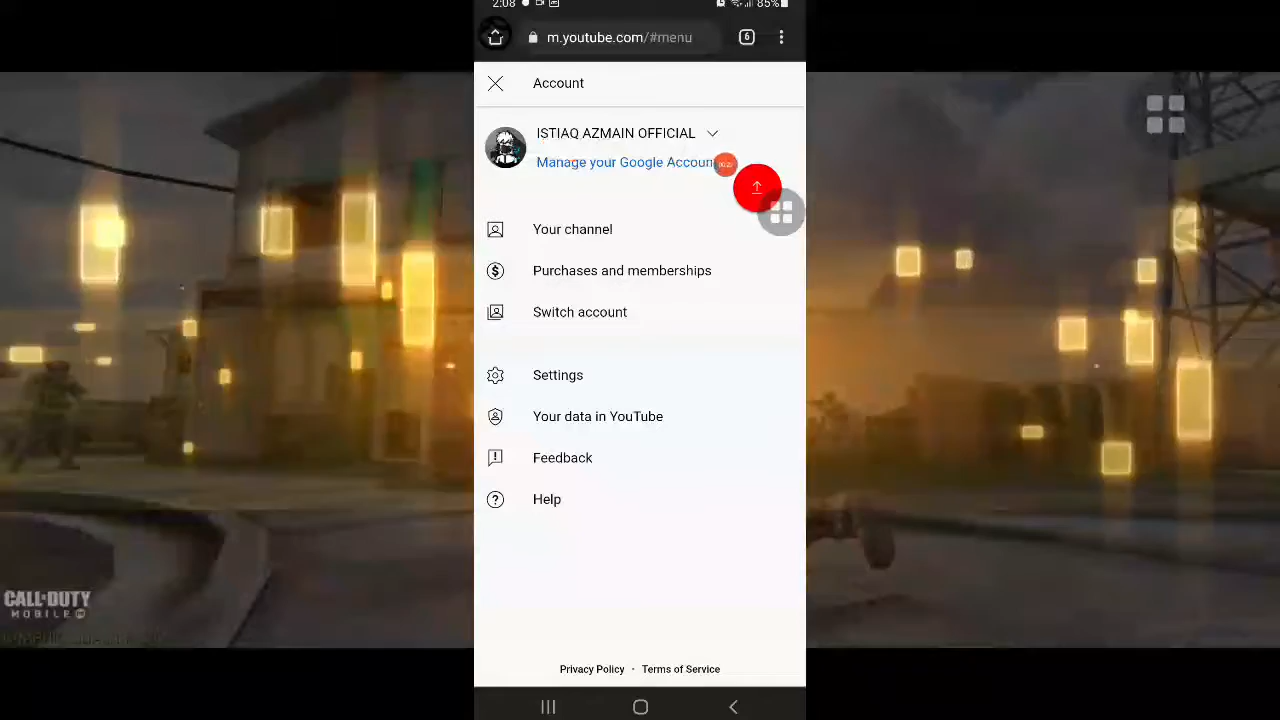 2:08
85%
m.youtube.com/#menu
6
Account
ISTIAQ AZMAIN OFFICIAL
Manage your Google Accoun
Your channel
Purchases and memberships
Switch account
Settings
Your data in YouTube
Feedback
Help
CALL·DUTY
MOBILE
Privacy Policy • Terms of Service